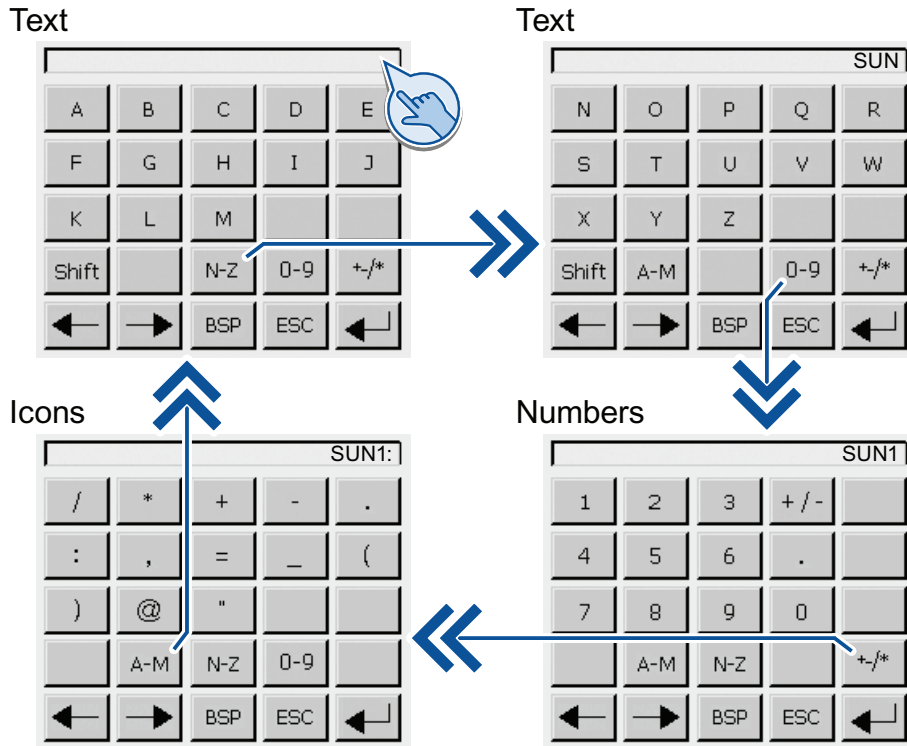 Text
A B C D E
F G H I J
K L M
Shift N-Z 0-9 +-/*
BSP ESC
Text
SUN
N O P Q R
S T U V W
X Y Z
Shift A-M 0-9 +-/*
BSP ESC
Icons
SUN1:
/ * + - .
: , = _ (
) @ "
A-M N-Z 0-9
BSP ESC
Numbers
SUN1
1 2 3 +/-
4 5 6 .
7 8 9 0
A-M N-Z +-/*
BSP ESC